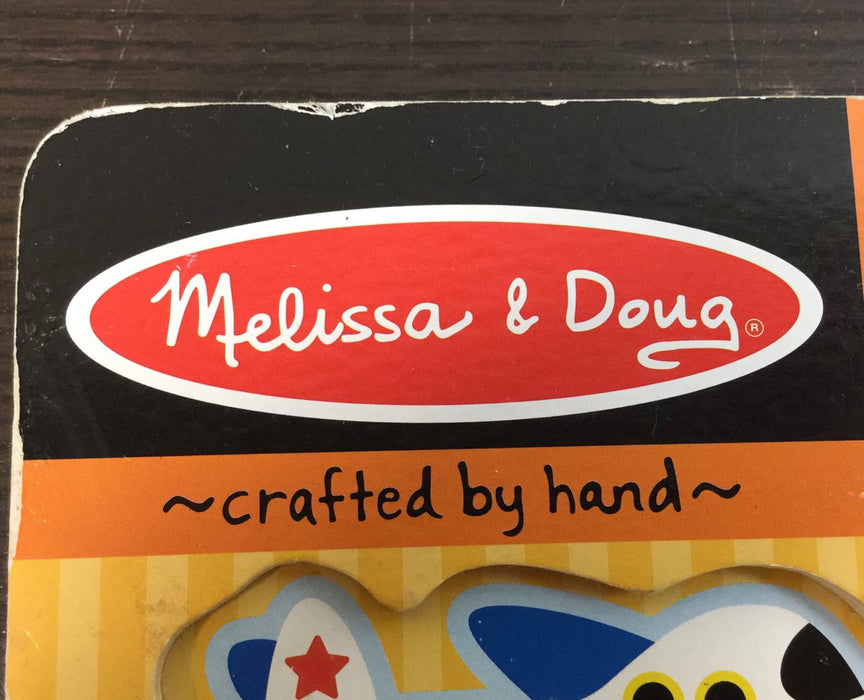 Melissa & Doug®
~crafted by hand~